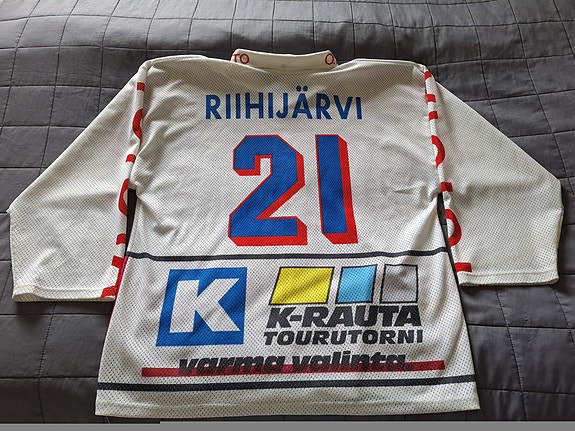 RIIHIJÄRVI
21
K
K-RAUTA
TOURUTORNI
varma valinta.